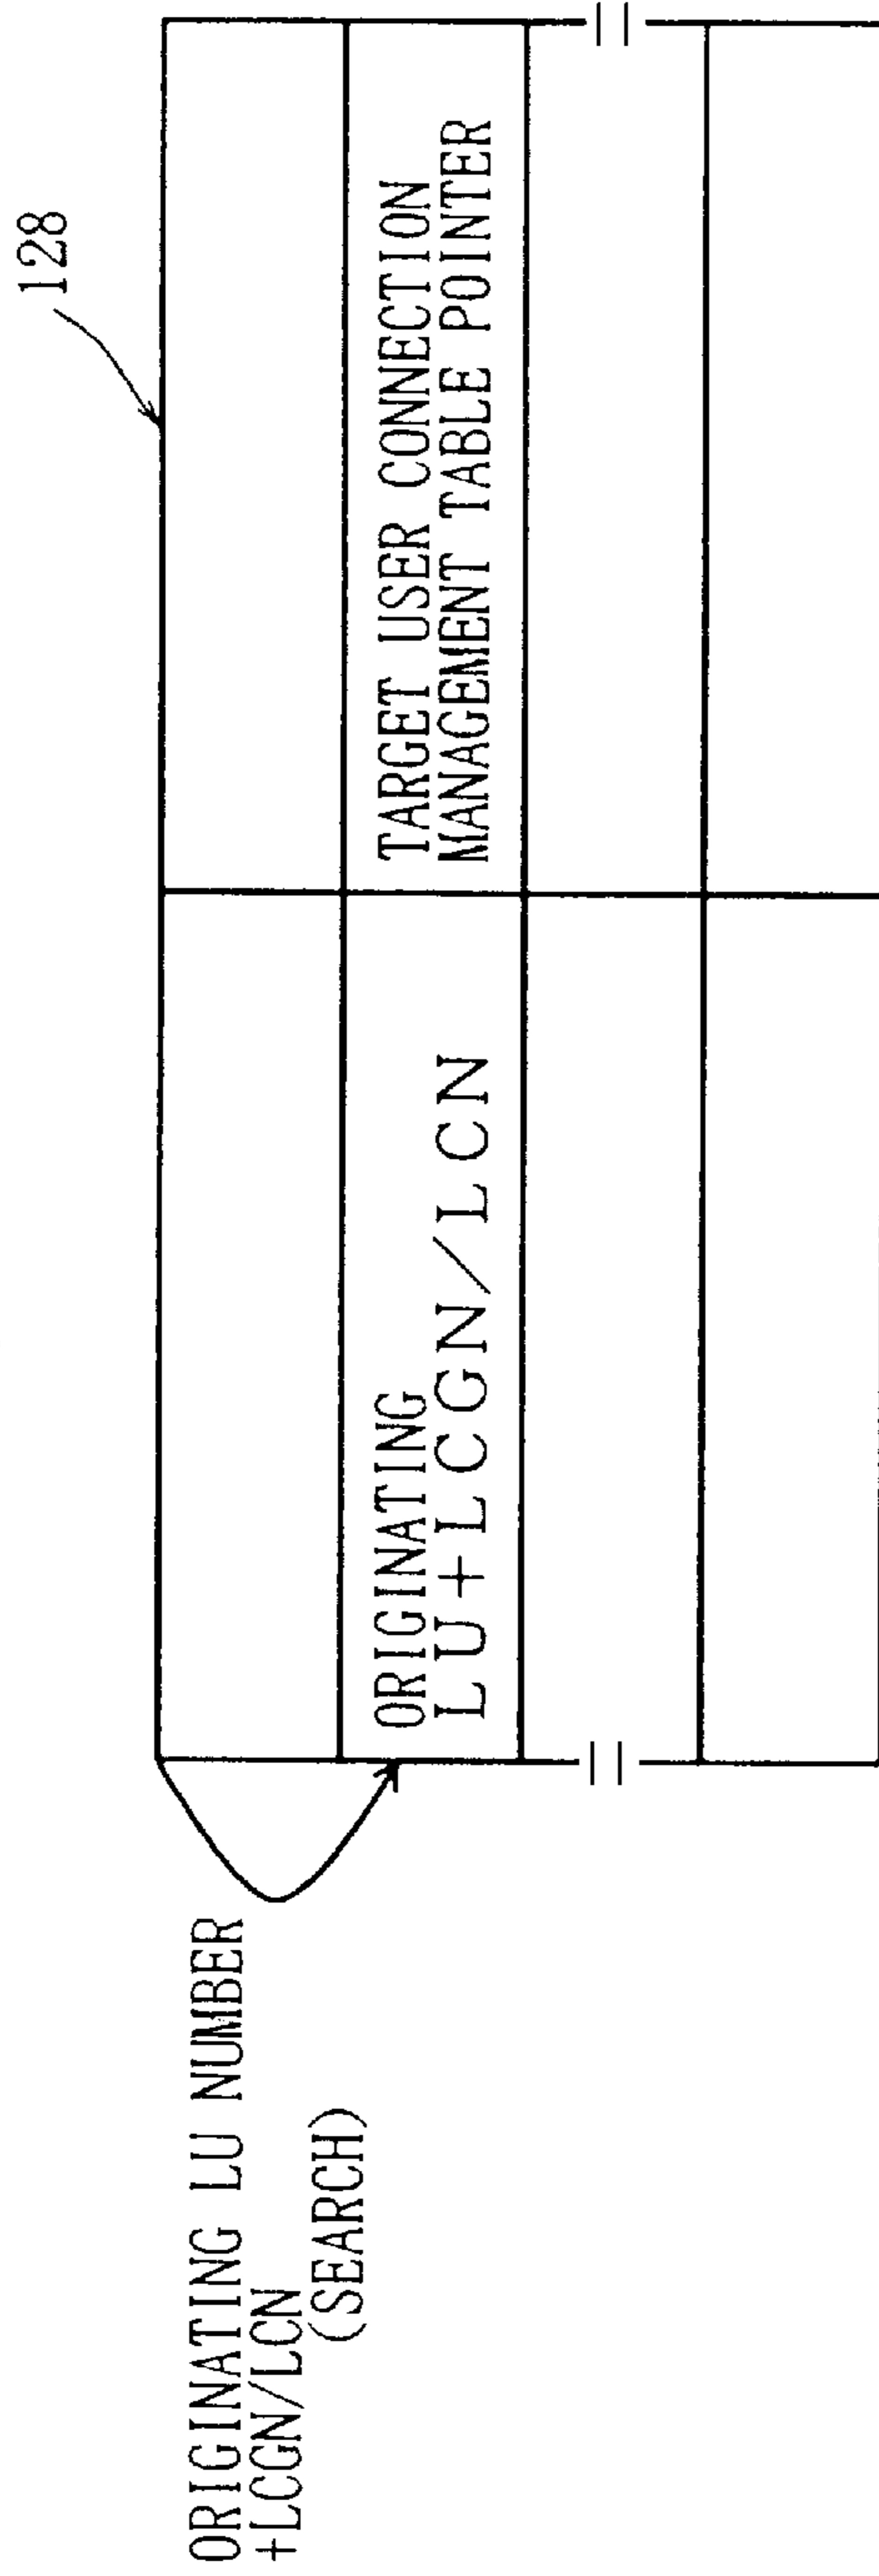 128
ORIGINATING LU NUMBER
+LCGN/LCN
(SEARCH)
ORIGINATING
LU+LCGN/LCN
TARGET USER CONNECTION
MANAGEMENT TABLE POINTER